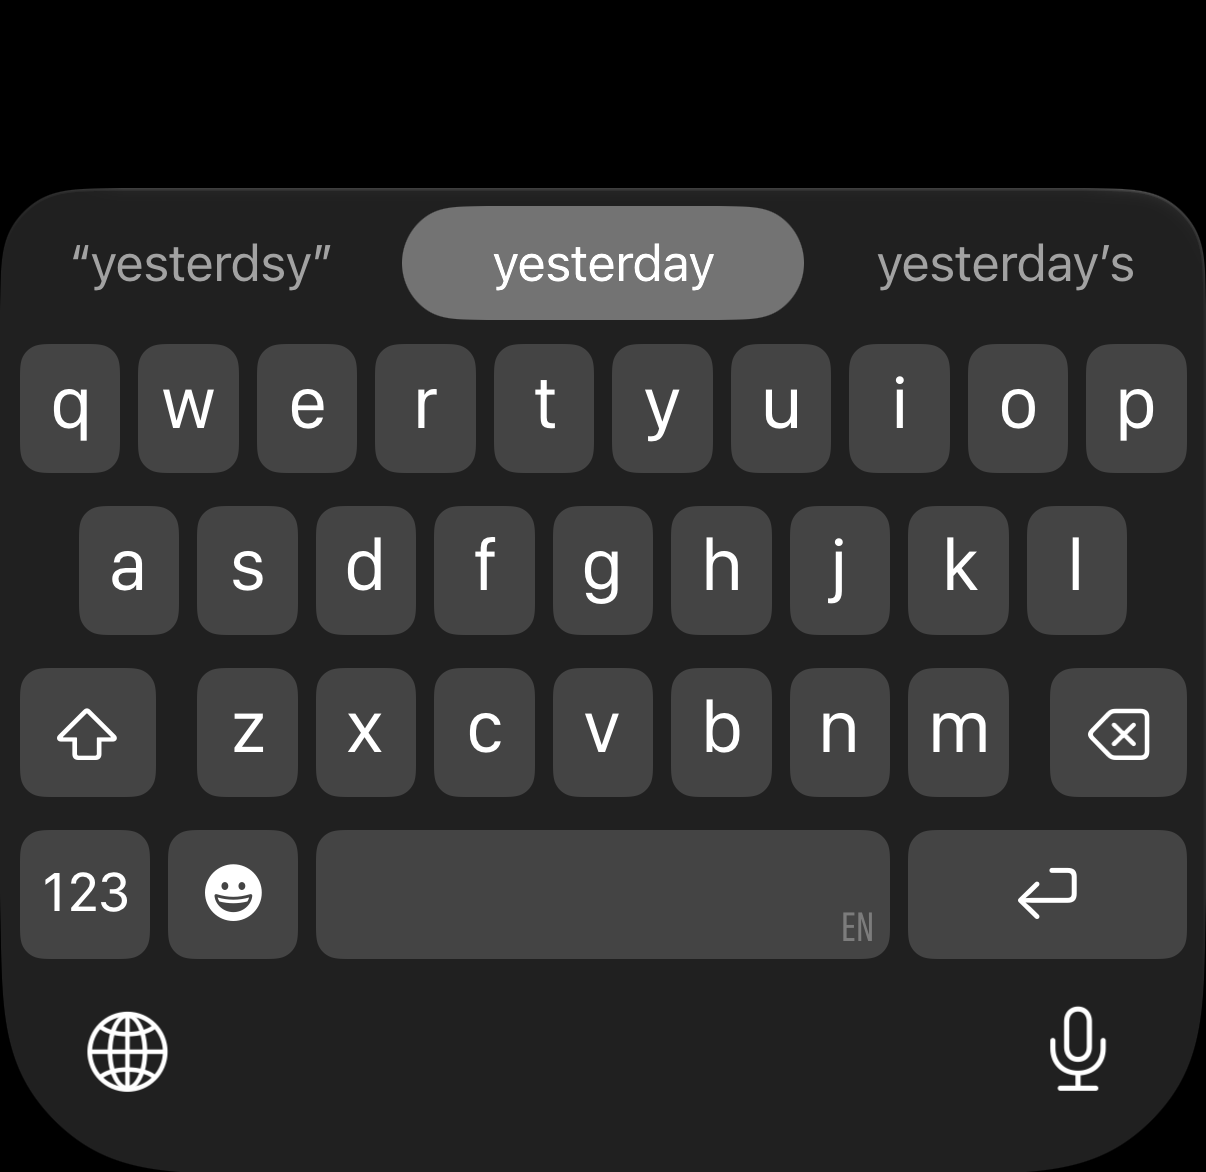 “yesterdsy” yesterday yesterday’s
q w e r t y u i o p
a s d f g h j k l
z x c v b n m
123 EN